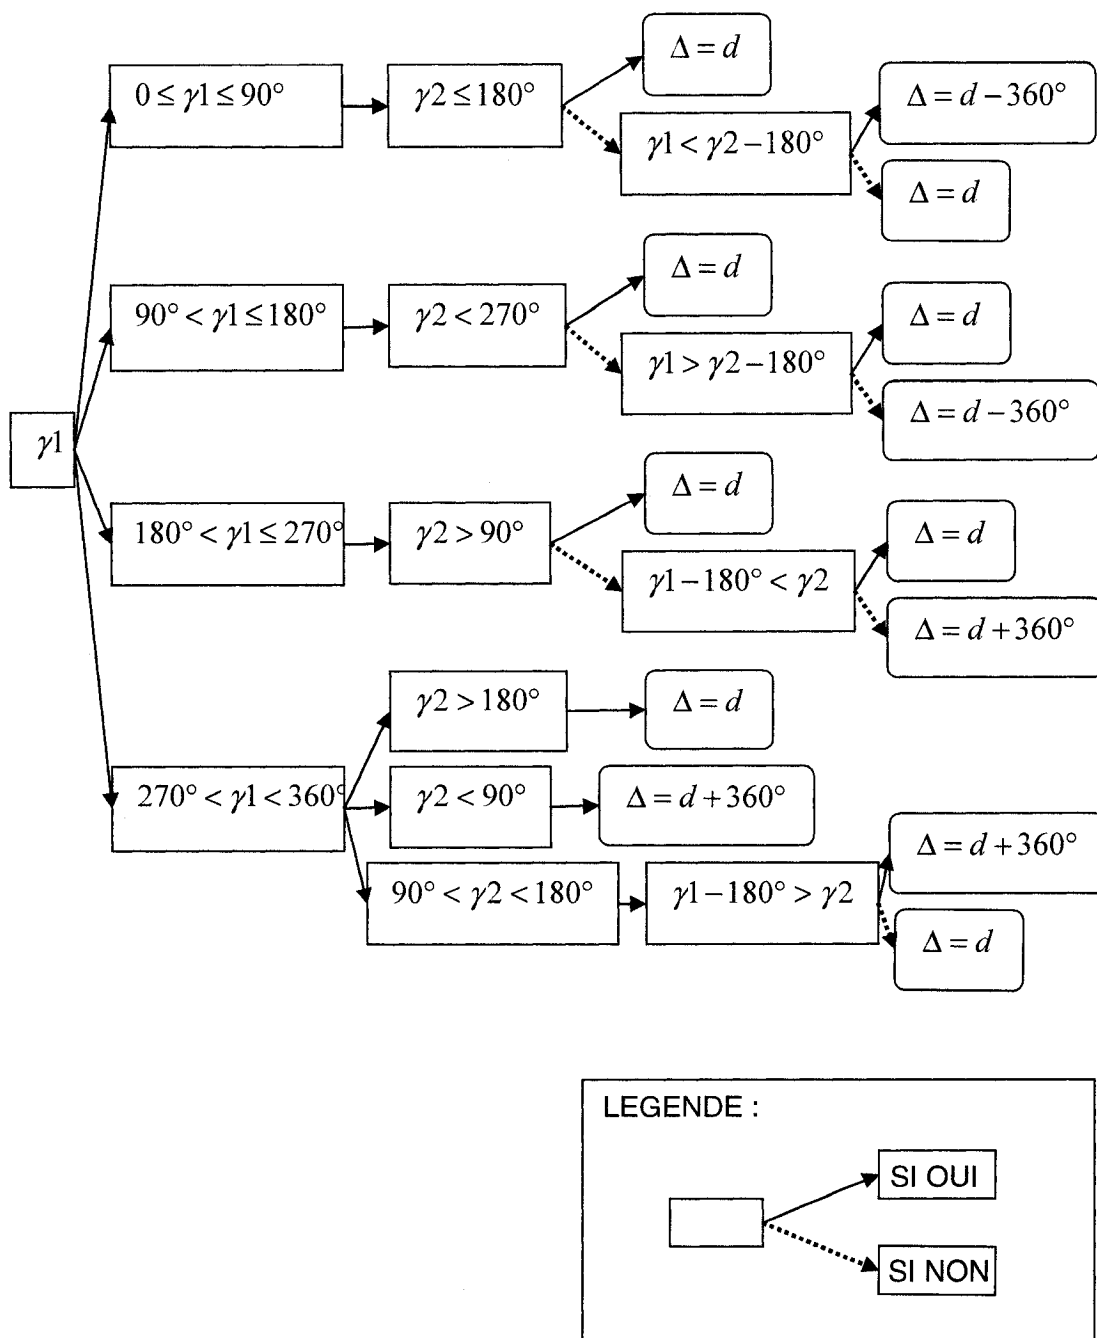 γ1
0 ≤ γ1 ≤ 90°
γ2 ≤ 180°
Δ = d
γ1 < γ2 − 180°
Δ = d − 360°
Δ = d
90° < γ1 ≤ 180°
γ2 < 270°
Δ = d
γ1 > γ2 − 180°
Δ = d
Δ = d − 360°
180° < γ1 ≤ 270°
γ2 > 90°
Δ = d
γ1 − 180° < γ2
Δ = d
Δ = d + 360°
270° < γ1 < 360°
γ2 > 180°
Δ = d
γ2 < 90°
Δ = d + 360°
90° < γ2 < 180°
γ1 − 180° > γ2
Δ = d + 360°
Δ = d
LEGENDE :
SI OUI
SI NON